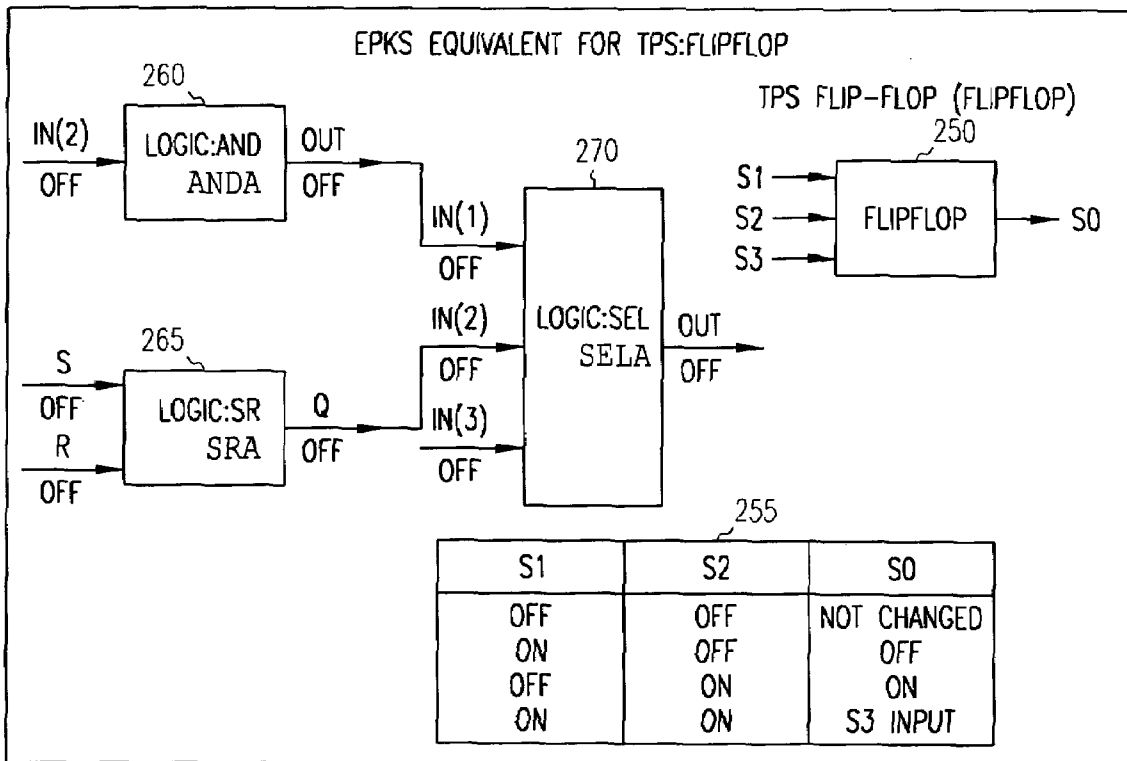 EPKS EQUIVALENT FOR TPS:FLIPFLOP
260
IN(2)
OFF
LOGIC:AND
ANDA
OUT
OFF
TPS FLIP-FLOP (FLIPFLOP)
250
S1
S2
S3
FLIPFLOP
S0
270
IN(1)
OFF
IN(2)
OFF
IN(3)
OFF
LOGIC:SEL
SELA
OUT
OFF
265
S
OFF
R
OFF
LOGIC:SR
SRA
Q
OFF
255
S1 S2 S0
OFF OFF NOT CHANGED
ON OFF OFF
OFF ON ON
ON ON S3 INPUT